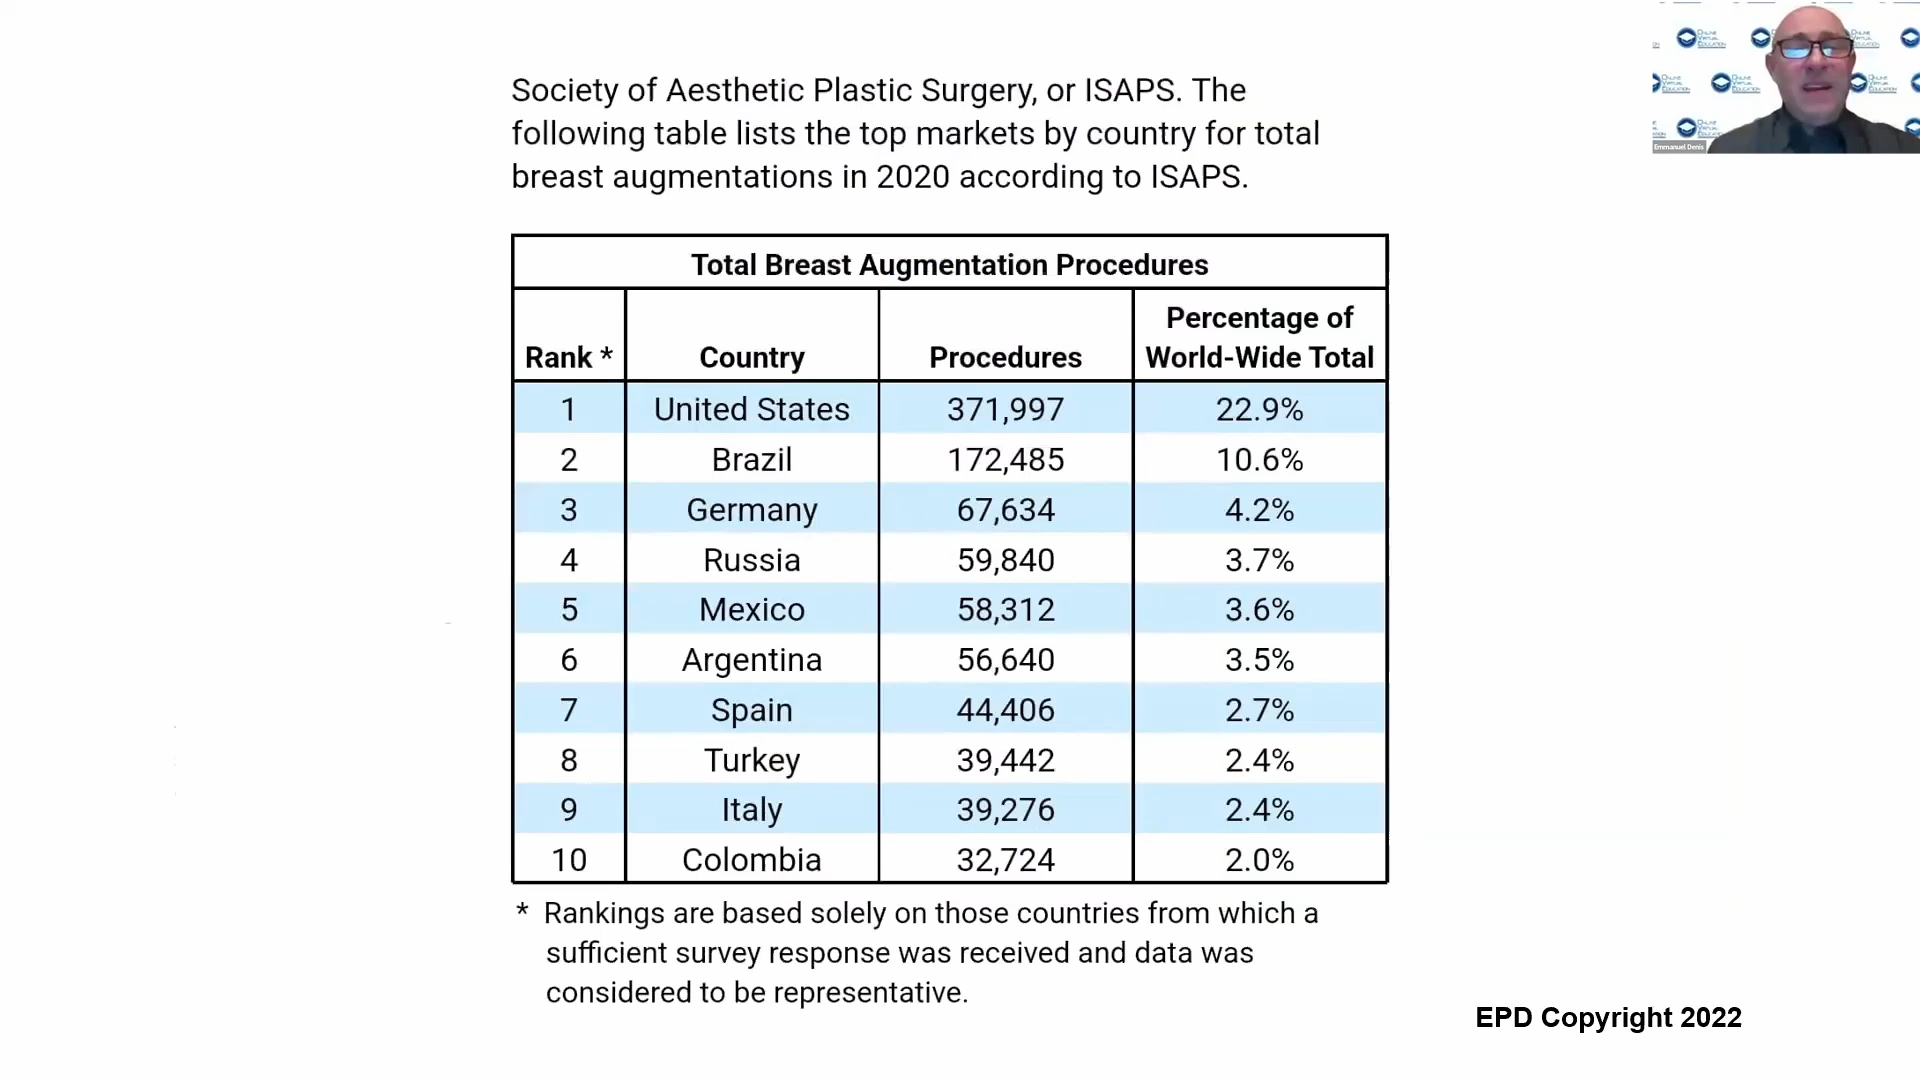 Society of Aesthetic Plastic Surgery, or ISAPS. The
following table lists the top markets by country for total
breast augmentations in 2020 according to ISAPS.
Total Breast Augmentation Procedures
Rank * Country Procedures Percentage of World-Wide Total
1 United States 371,997 22.9%
2 Brazil 172,485 10.6%
3 Germany 67,634 4.2%
4 Russia 59,840 3.7%
5 Mexico 58,312 3.6%
6 Argentina 56,640 3.5%
7 Spain 44,406 2.7%
8 Turkey 39,442 2.4%
9 Italy 39,276 2.4%
10 Colombia 32,724 2.0%
* Rankings are based solely on those countries from which a
sufficient survey response was received and data was
considered to be representative.
EPD Copyright 2022
Online
Virtual
Education
Emmanuel Denis